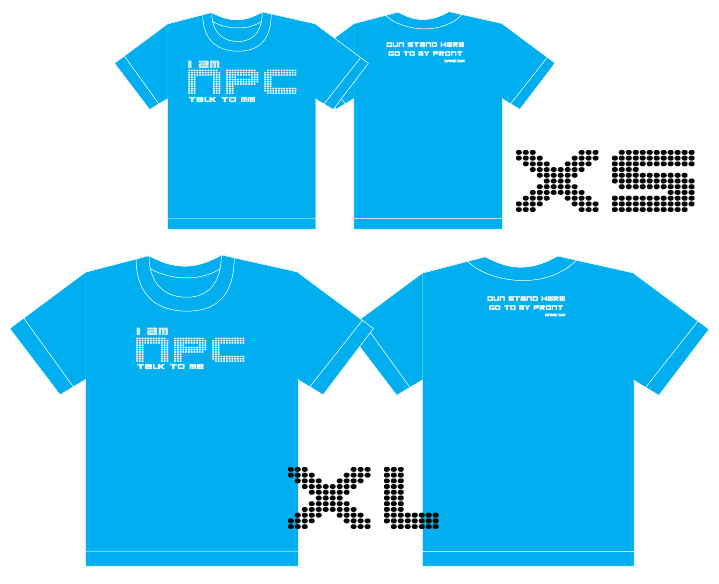 I am
NPC
TALK TO ME
DUN STAND HERE
GO TO MY FRONT
XS
I am
NPC
TALK TO ME
DUN STAND HERE
GO TO MY FRONT
XL